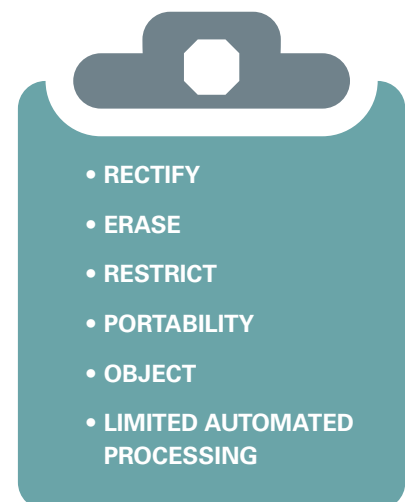 • RECTIFY
• ERASE
• RESTRICT
• PORTABILITY
• OBJECT
• LIMITED AUTOMATED
PROCESSING